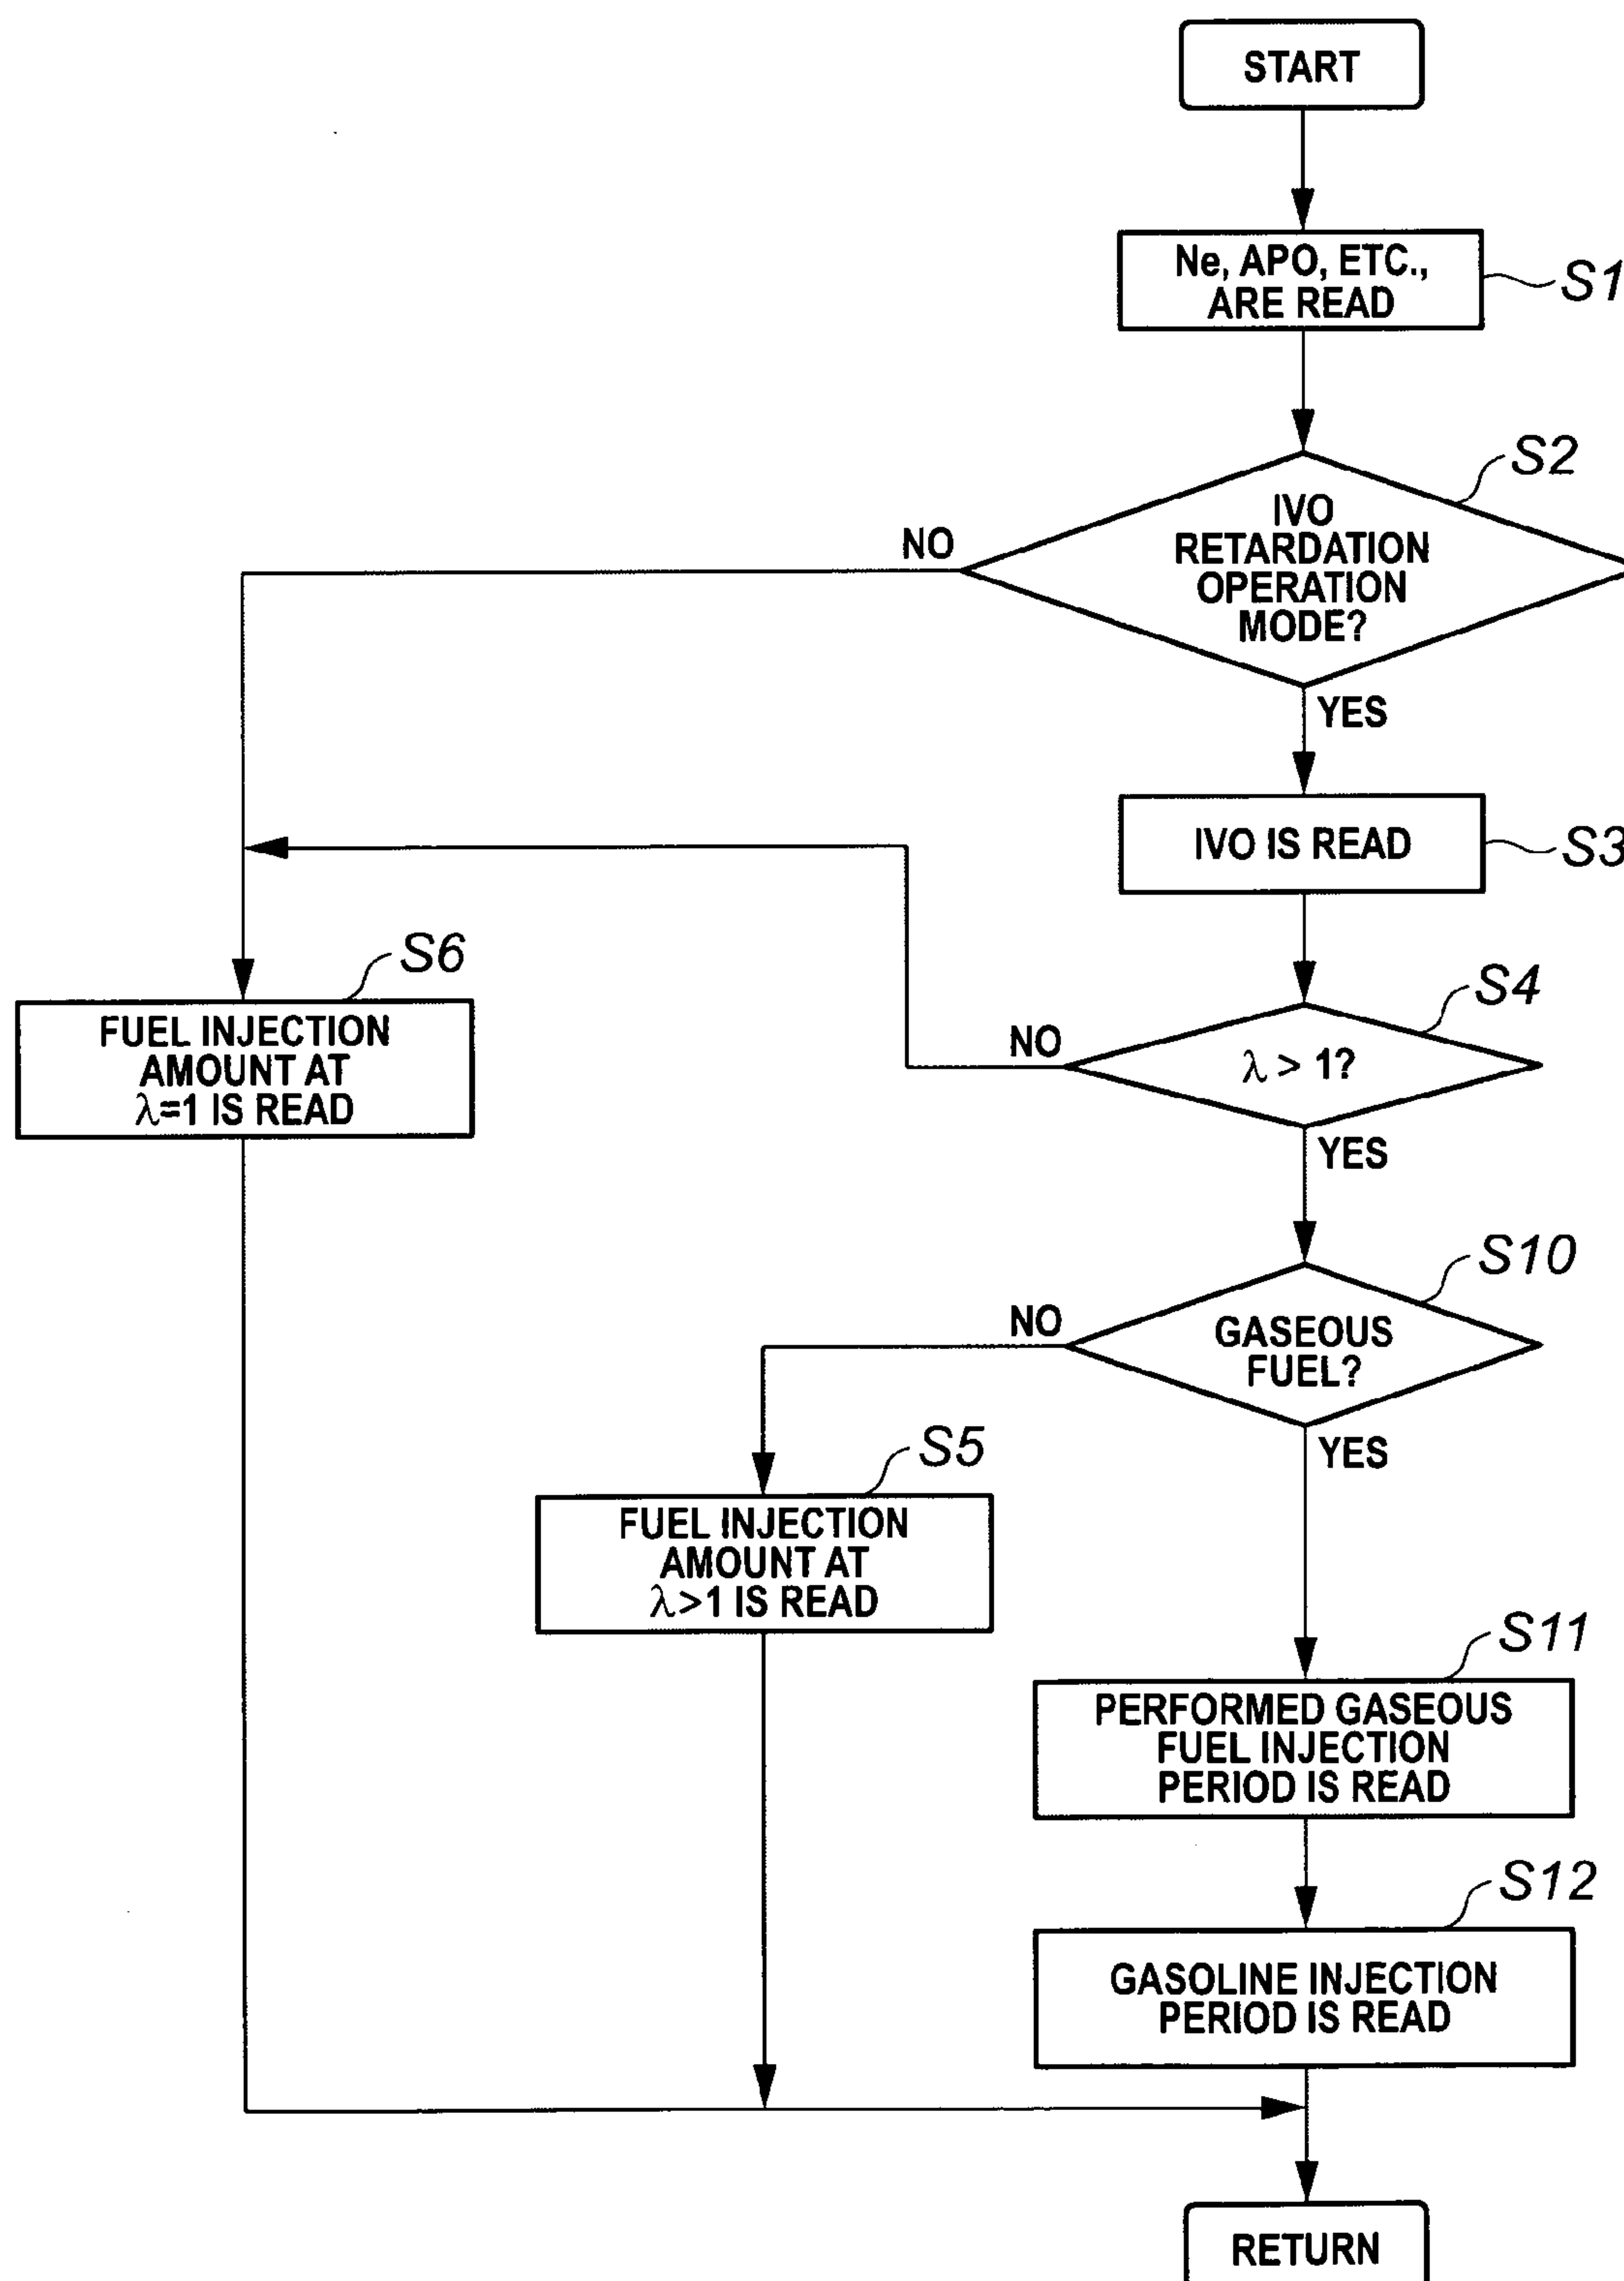 START
Ne, APO, ETC.,
ARE READ
S1
S2
IVO
RETARDATION
OPERATION
MODE?
NO
YES
IVO IS READ
S3
S6
FUEL INJECTION
AMOUNT AT
λ=1 IS READ
S4
NO
λ > 1?
YES
S10
NO
GASEOUS
FUEL?
YES
S5
FUEL INJECTION
AMOUNT AT
λ>1 IS READ
S11
PERFORMED GASEOUS
FUEL INJECTION
PERIOD IS READ
S12
GASOLINE INJECTION
PERIOD IS READ
RETURN